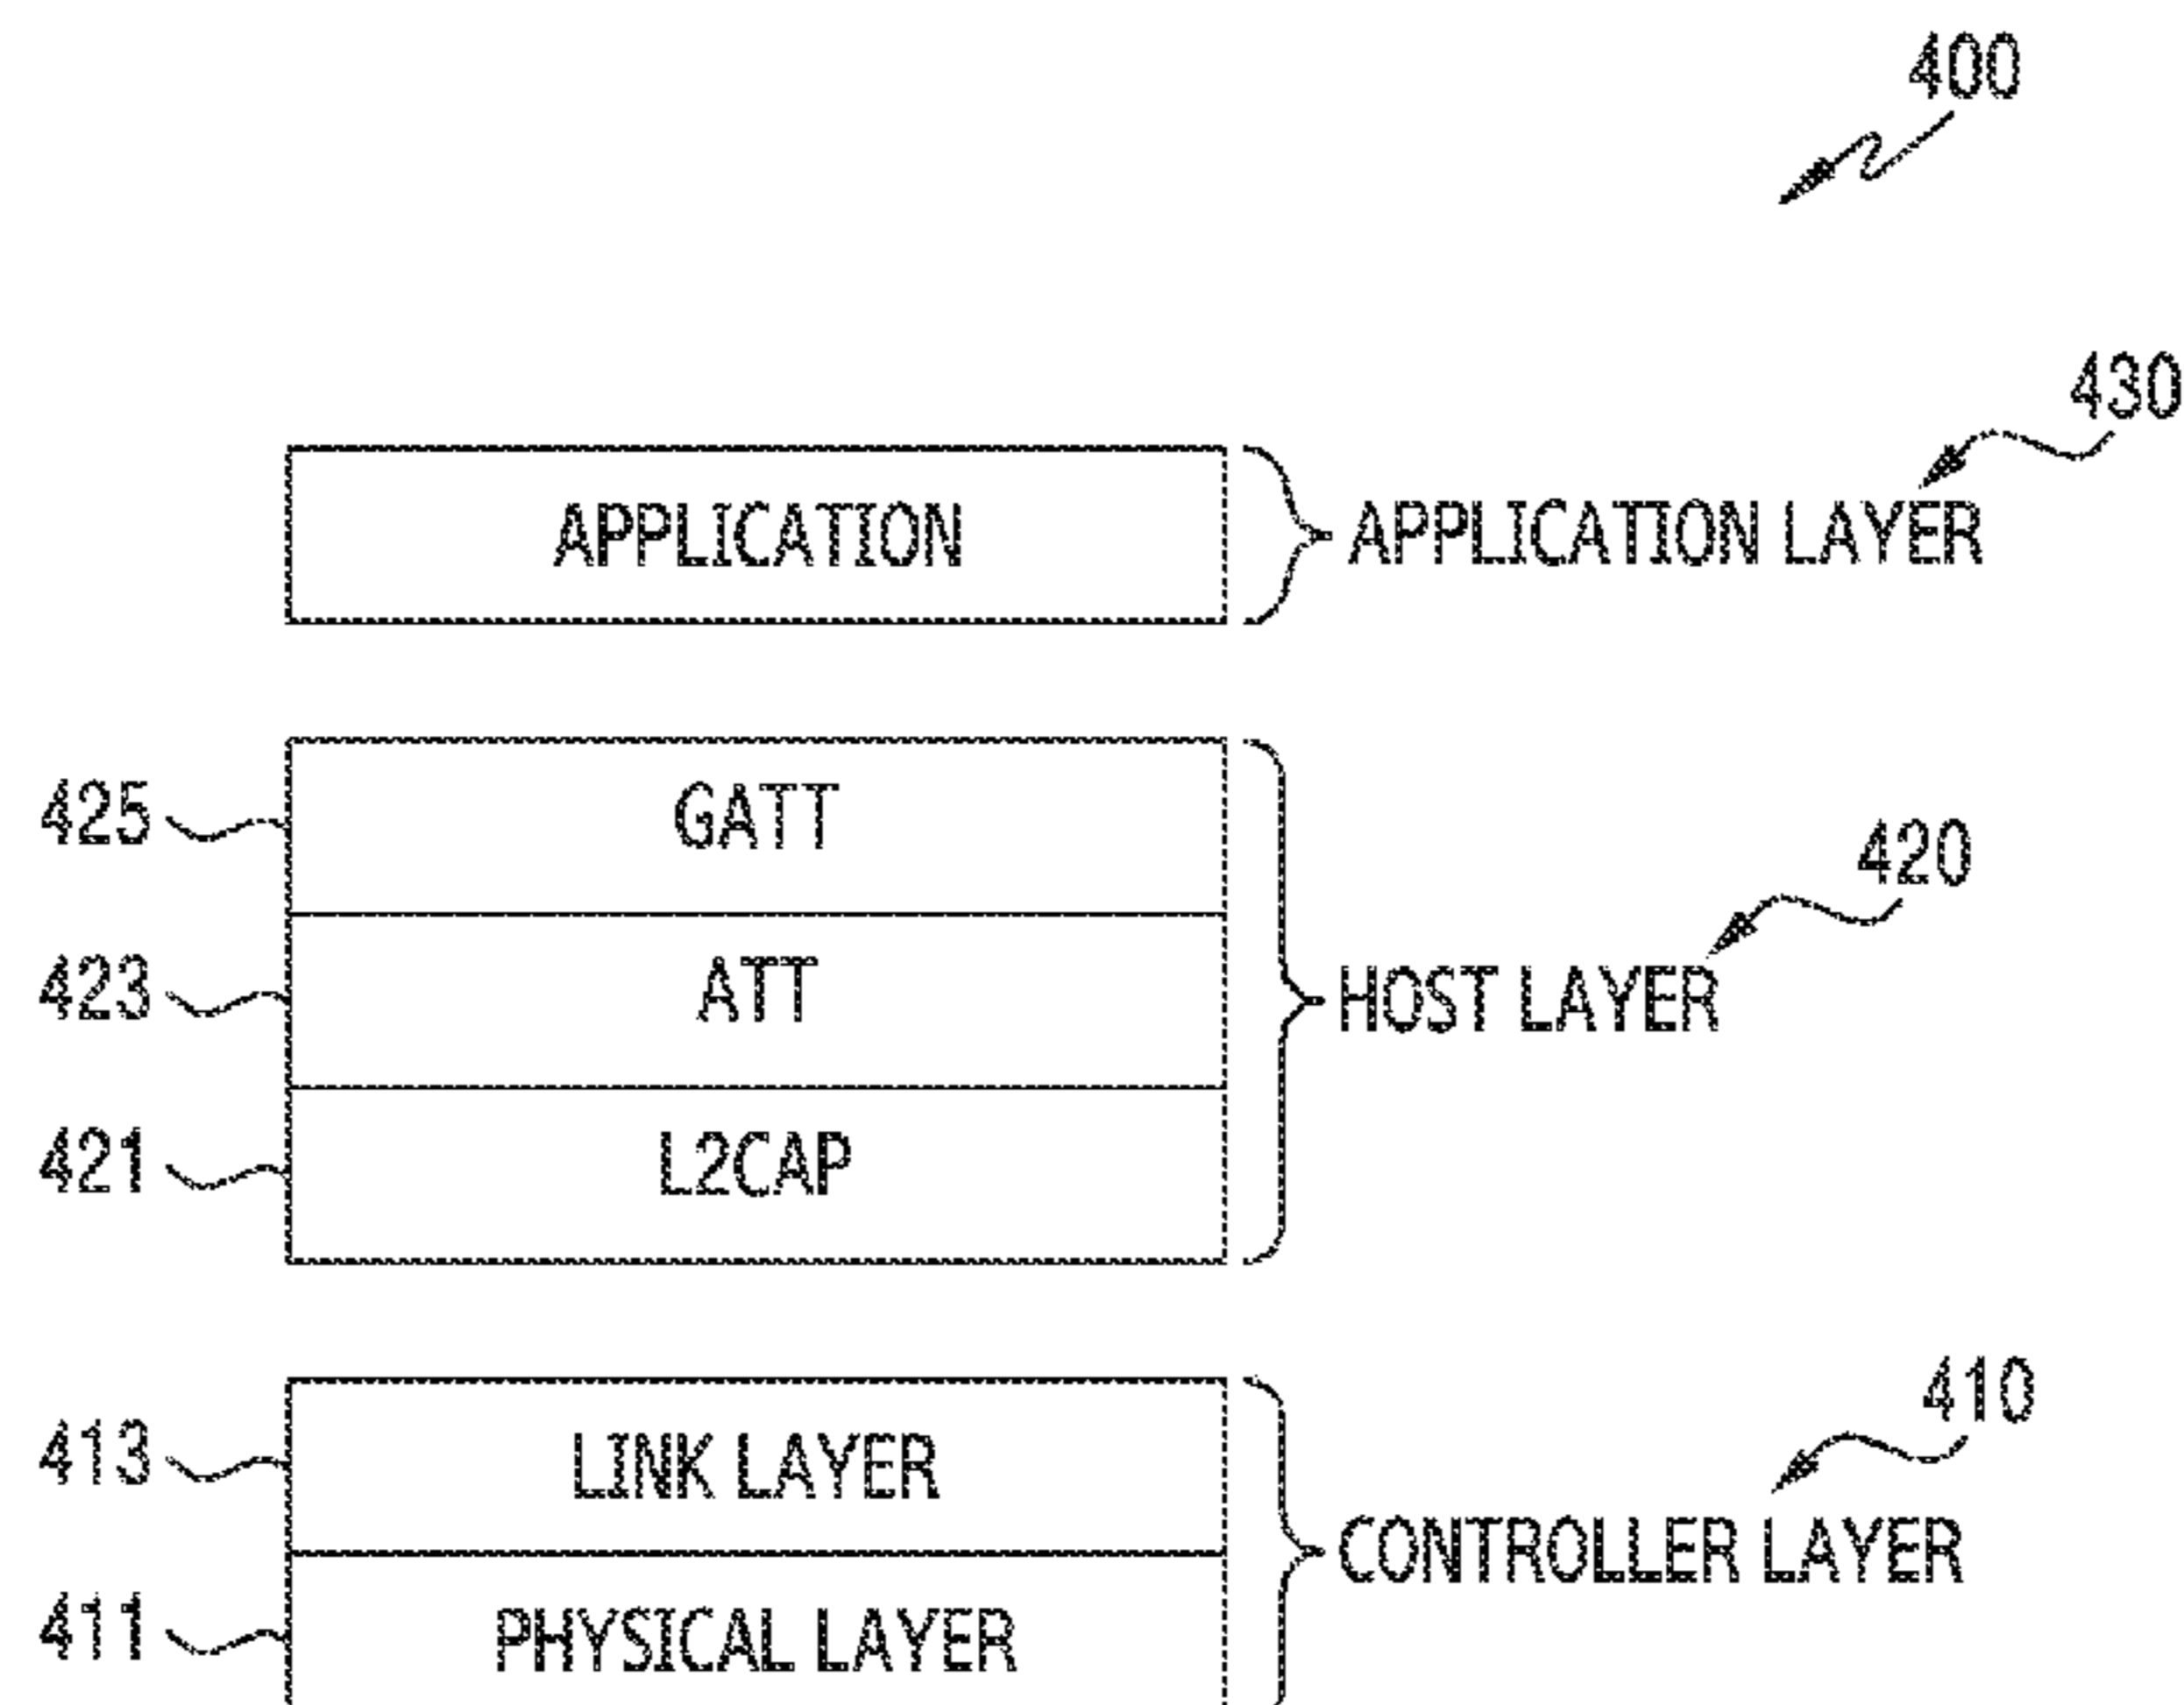 400
430
APPLICATION
APPLICATION LAYER
425
GATT
420
423
ATT
HOST LAYER
421
L2CAP
410
413
LINK LAYER
CONTROLLER LAYER
411
PHYSICAL LAYER